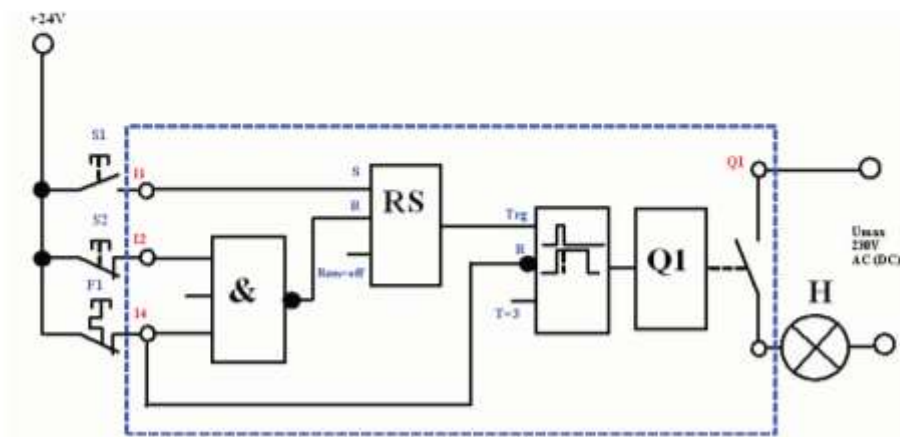 +24V
S1
I1
Q1
S
RS
S2
R
Trg
Umax
230V
AC (DC)
I2
R
Q1
F1
&
Rem=off
H
I4
T=3